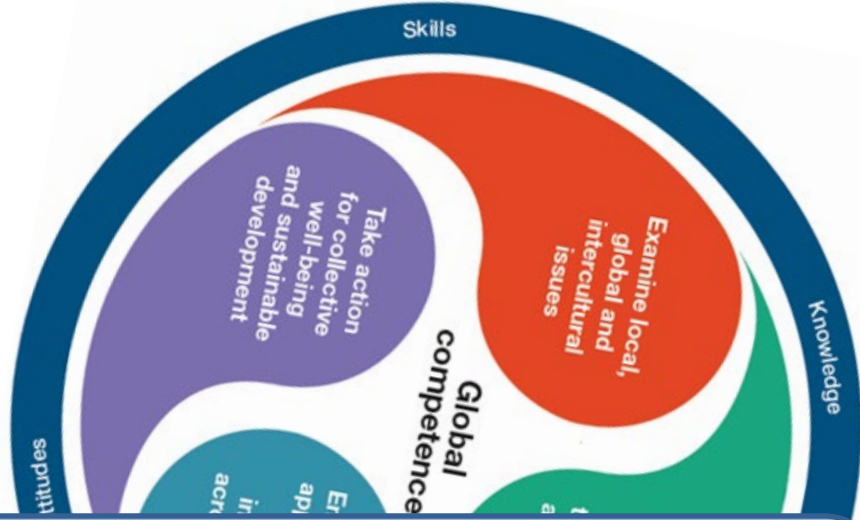 Skills
Knowledge
Take action
for collective
well-being
and sustainable
development
Examine local,
global and
intercultural
issues
Global
competence